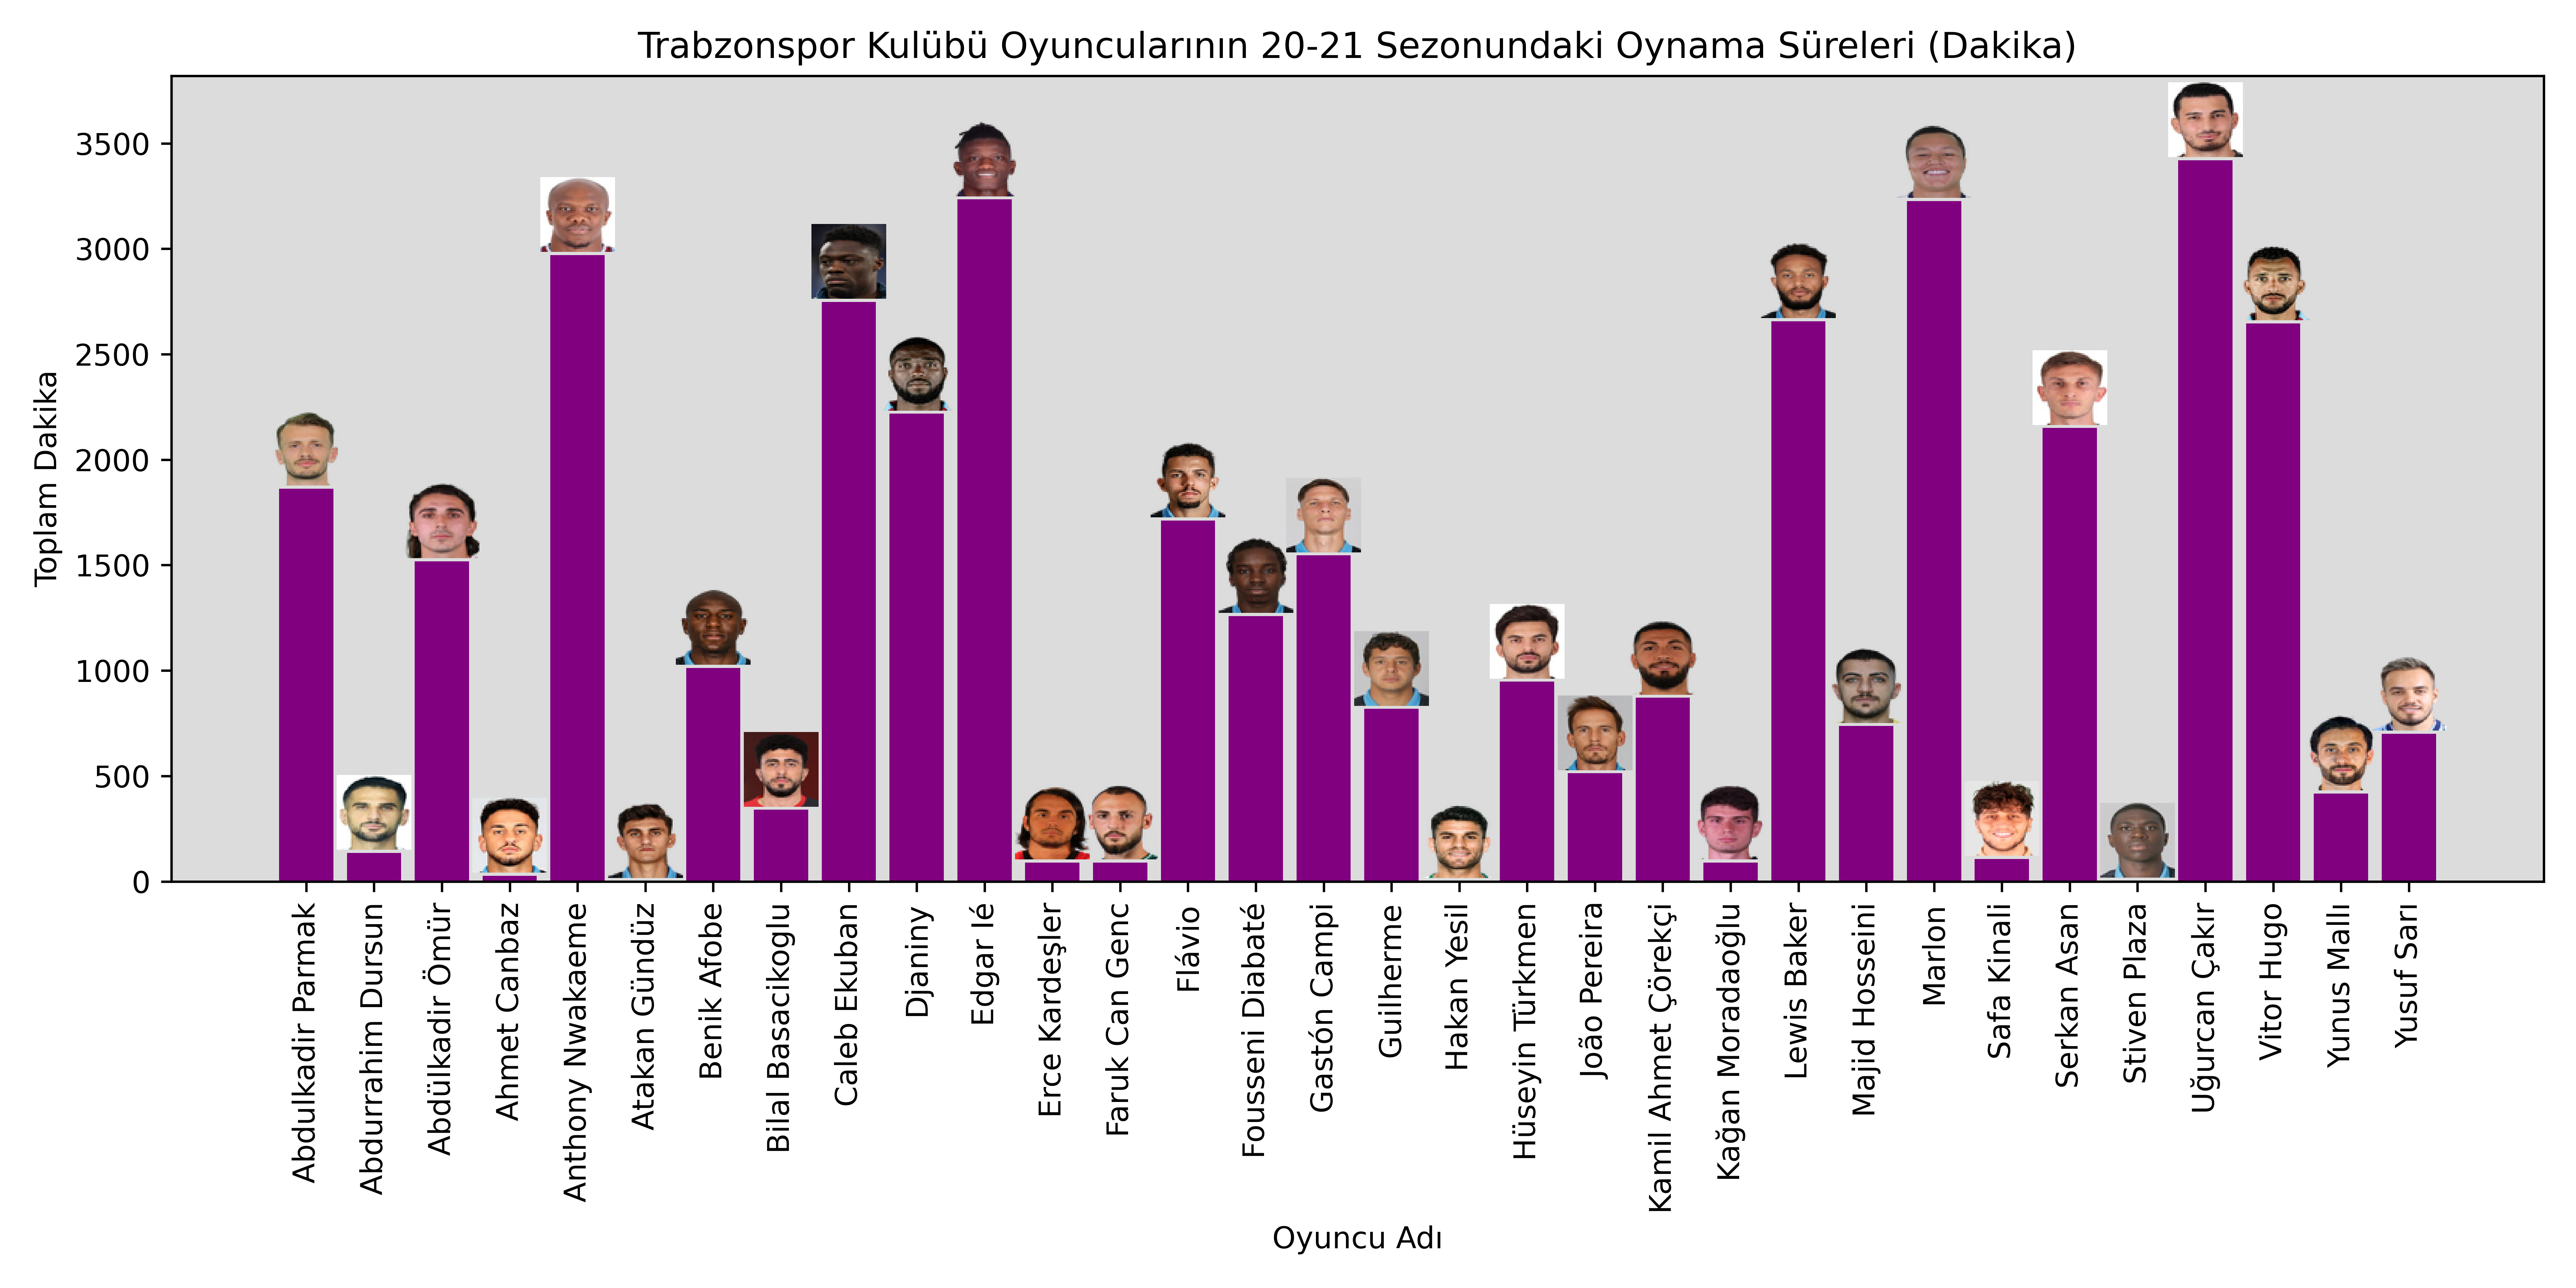 Trabzonspor Kulübü Oyuncularının 20-21 Sezonundaki Oynama Süreleri (Dakika)
Toplam Dakika
3500
3000
2500
2000
1500
1000
500
0
Abdulkadir Parmak
Abdurrahim Dursun
Abdülkadir Ömür
Ahmet Canbaz
Anthony Nwakaeme
Atakan Gündüz
Benik Afobe
Bilal Basacikoglu
Caleb Ekuban
Djaniny
Edgar Ié
Erce Kardeşler
Faruk Can Genc
Flávio
Fousseni Diabaté
Gastón Campi
Guilherme
Hakan Yesil
Hüseyin Türkmen
João Pereira
Kamil Ahmet Çörekçi
Kağan Moradaoğlu
Lewis Baker
Majid Hosseini
Marlon
Safa Kinali
Serkan Asan
Stiven Plaza
Uğurcan Çakır
Vitor Hugo
Yunus Mallı
Yusuf Sarı
Oyuncu Adı